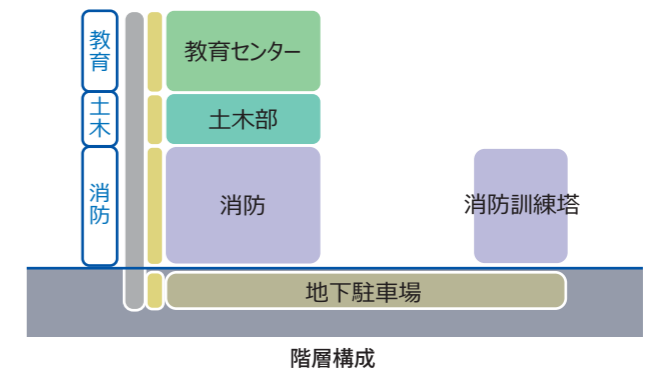 教育
教育センター
土木
土木部
消防
消防
消防訓練塔
地下駐車場
階層構成